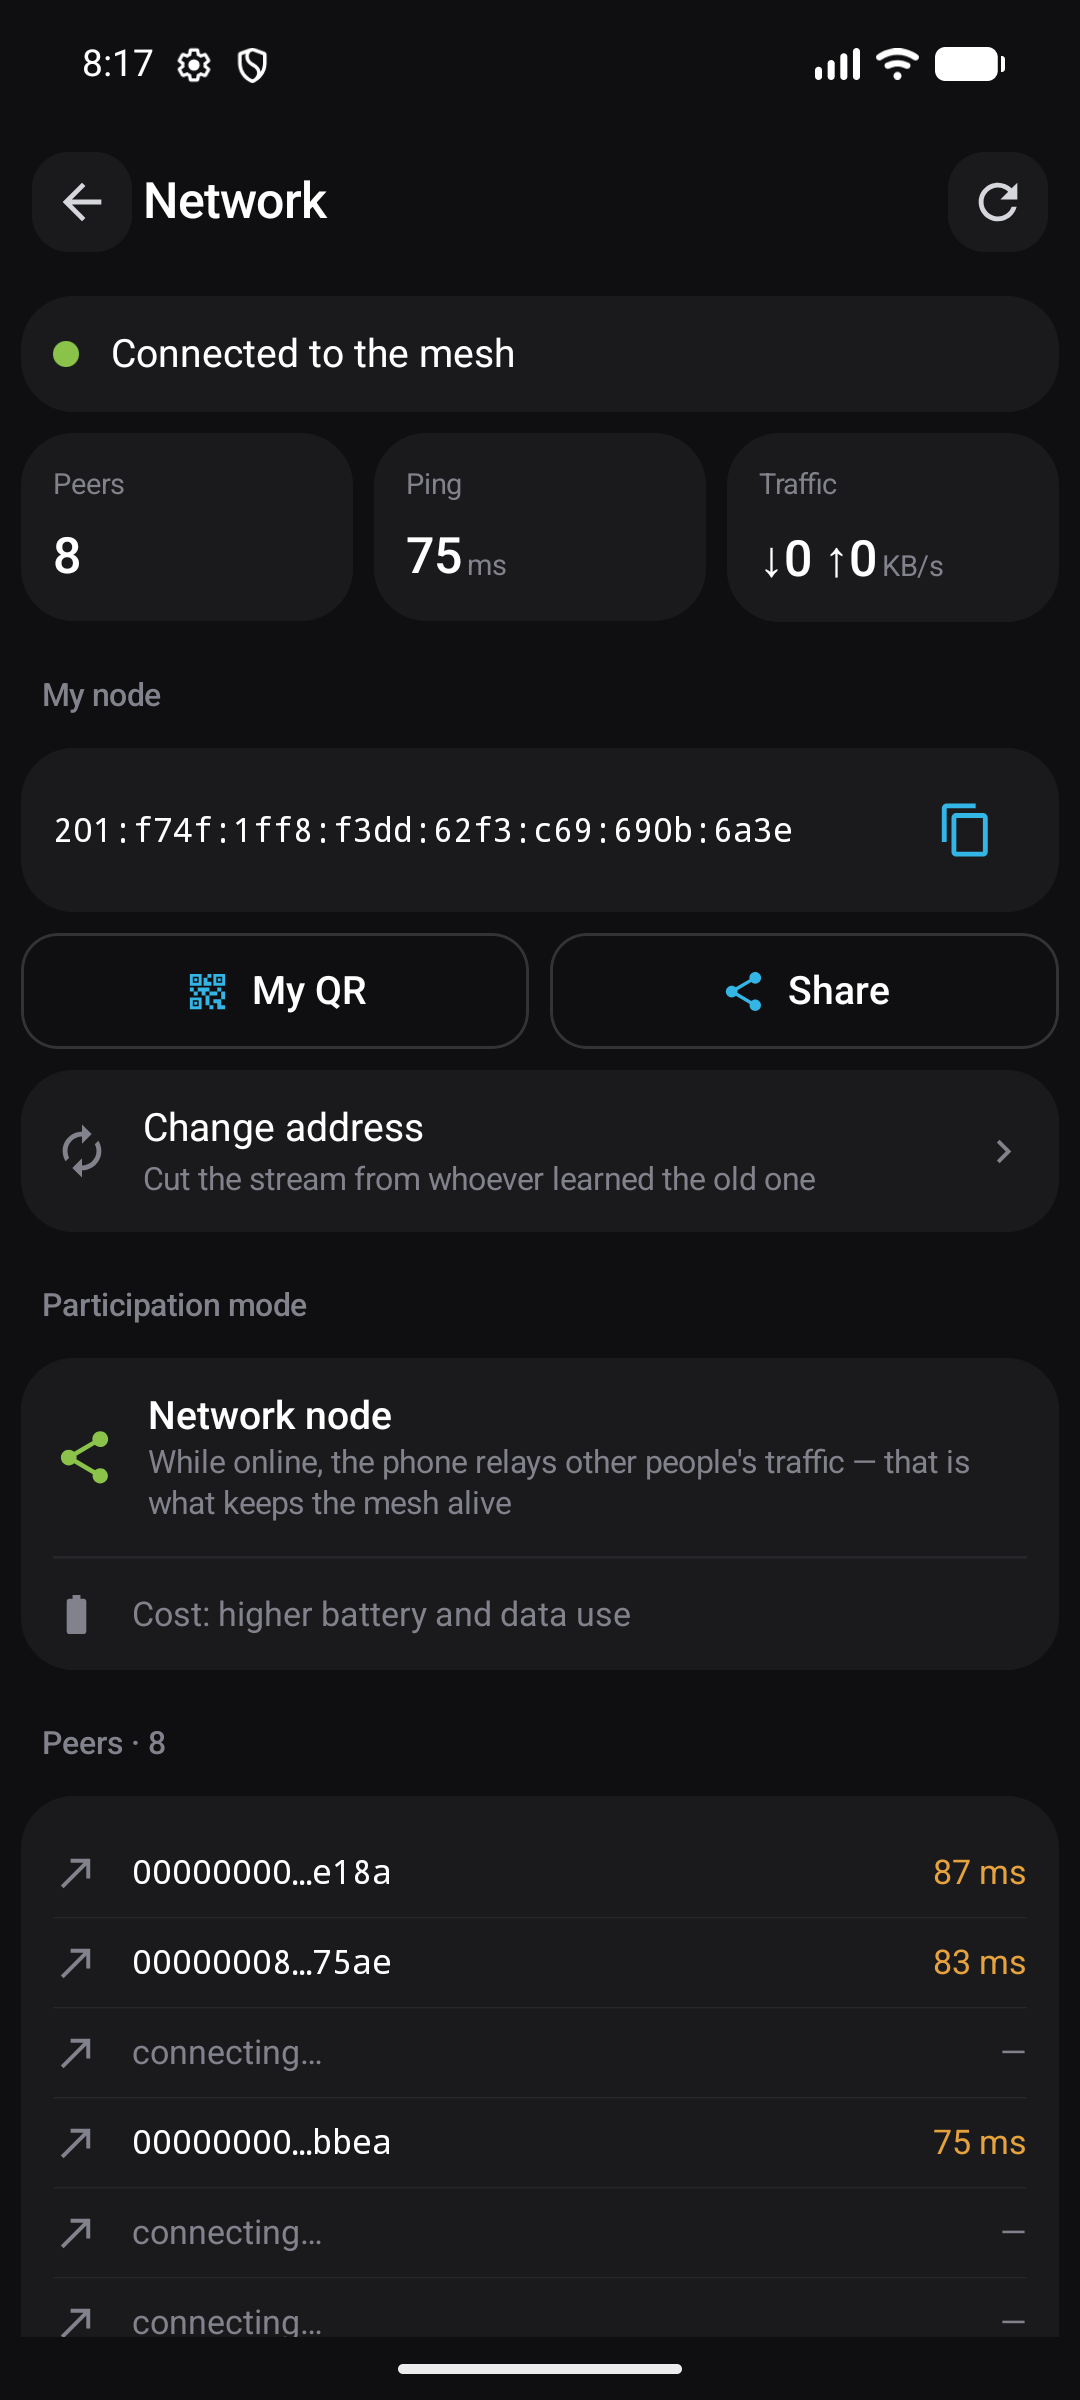 8:17
Network
Connected to the mesh
Peers
8
Ping
75 ms
Traffic
↓0 ↑0 KB/s
My node
201:f74f:1ff8:f3dd:62f3:c69:690b:6a3e
My QR
Share
Change address
Cut the stream from whoever learned the old one
Participation mode
Network node
While online, the phone relays other people's traffic — that is
what keeps the mesh alive
Cost: higher battery and data use
Peers · 8
00000000…e18a
87 ms
00000008…75ae
83 ms
connecting…
—
00000000…bbea
75 ms
connecting…
—
connecting…
—